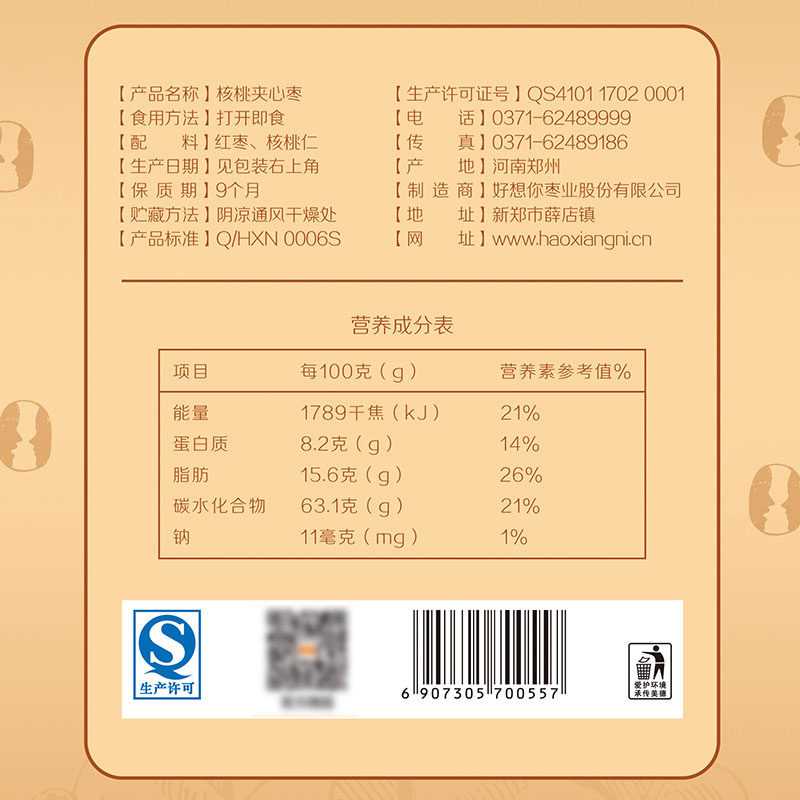 【产品名称】核桃夹心枣
【食用方法】打开即食
【配 料】红枣、核桃仁
【生产日期】见包装右上角
【保 质 期】9个月
【贮藏方法】阴凉通风干燥处
【产品标准】Q/HXN 0006S
【生产许可证号】QS4101 1702 0001
【电 话】0371-62489999
【传 真】0371-62489186
【产 地】河南郑州
【制 造 商】好想你枣业股份有限公司
【地 址】新郑市薛店镇
【网 址】www.haoxiangni.cn
营养成分表
项目 每100克（g） 营养素参考值%
能量 1789千焦（kJ） 21%
蛋白质 8.2克（g） 14%
脂肪 15.6克（g） 26%
碳水化合物 63.1克（g） 21%
钠 11毫克（mg） 1%
生产许可
6 907305 700557
爱护环境
承传美德